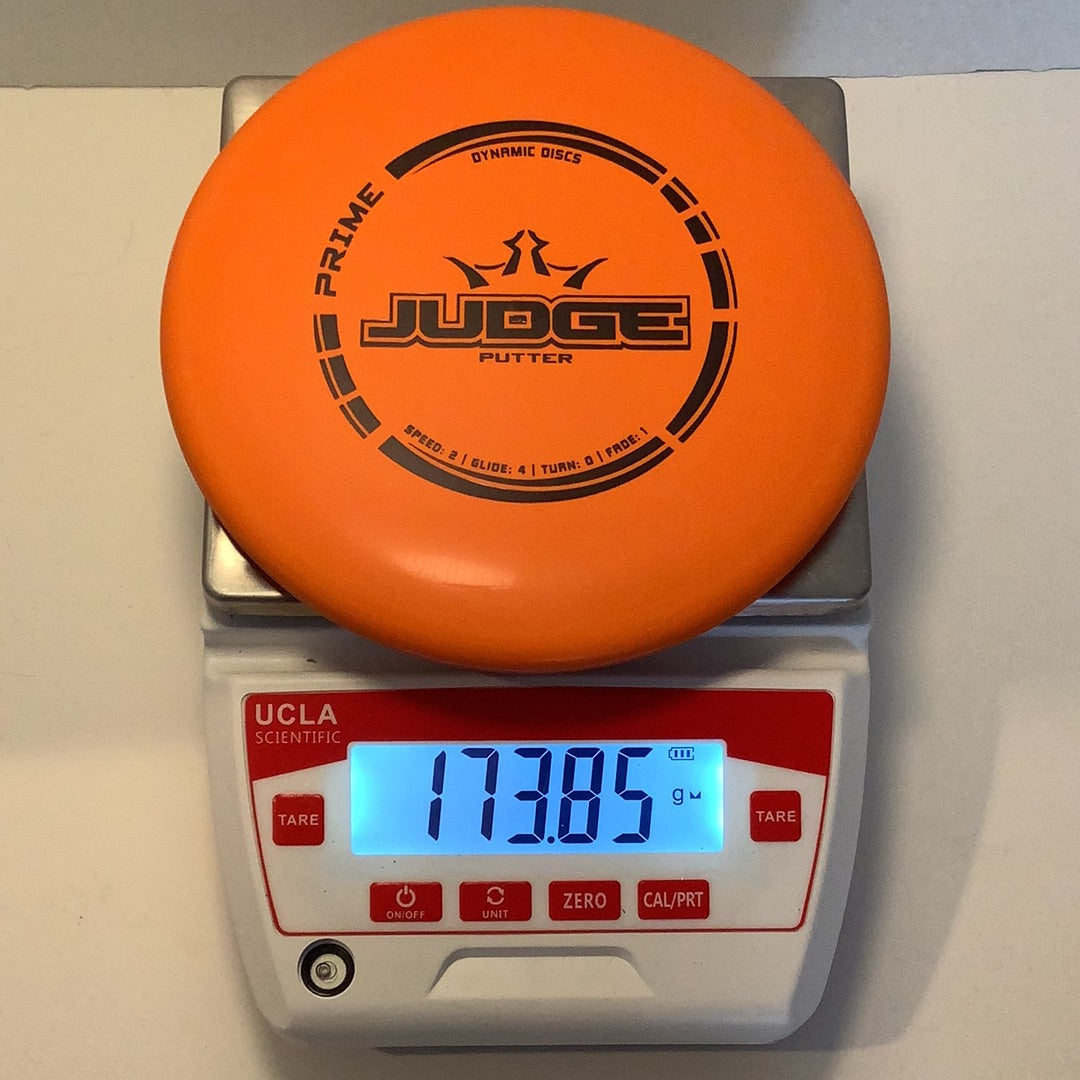 DYNAMIC DISCS
PRIME
JUDGE
PUTTER
SPEED: 2 | GLIDE: 4 | TURN: 0 | FADE: 1
UCLA
SCIENTIFIC
173.85
g
TARE
TARE
ON/OFF
UNIT
ZERO
CAL/PRT